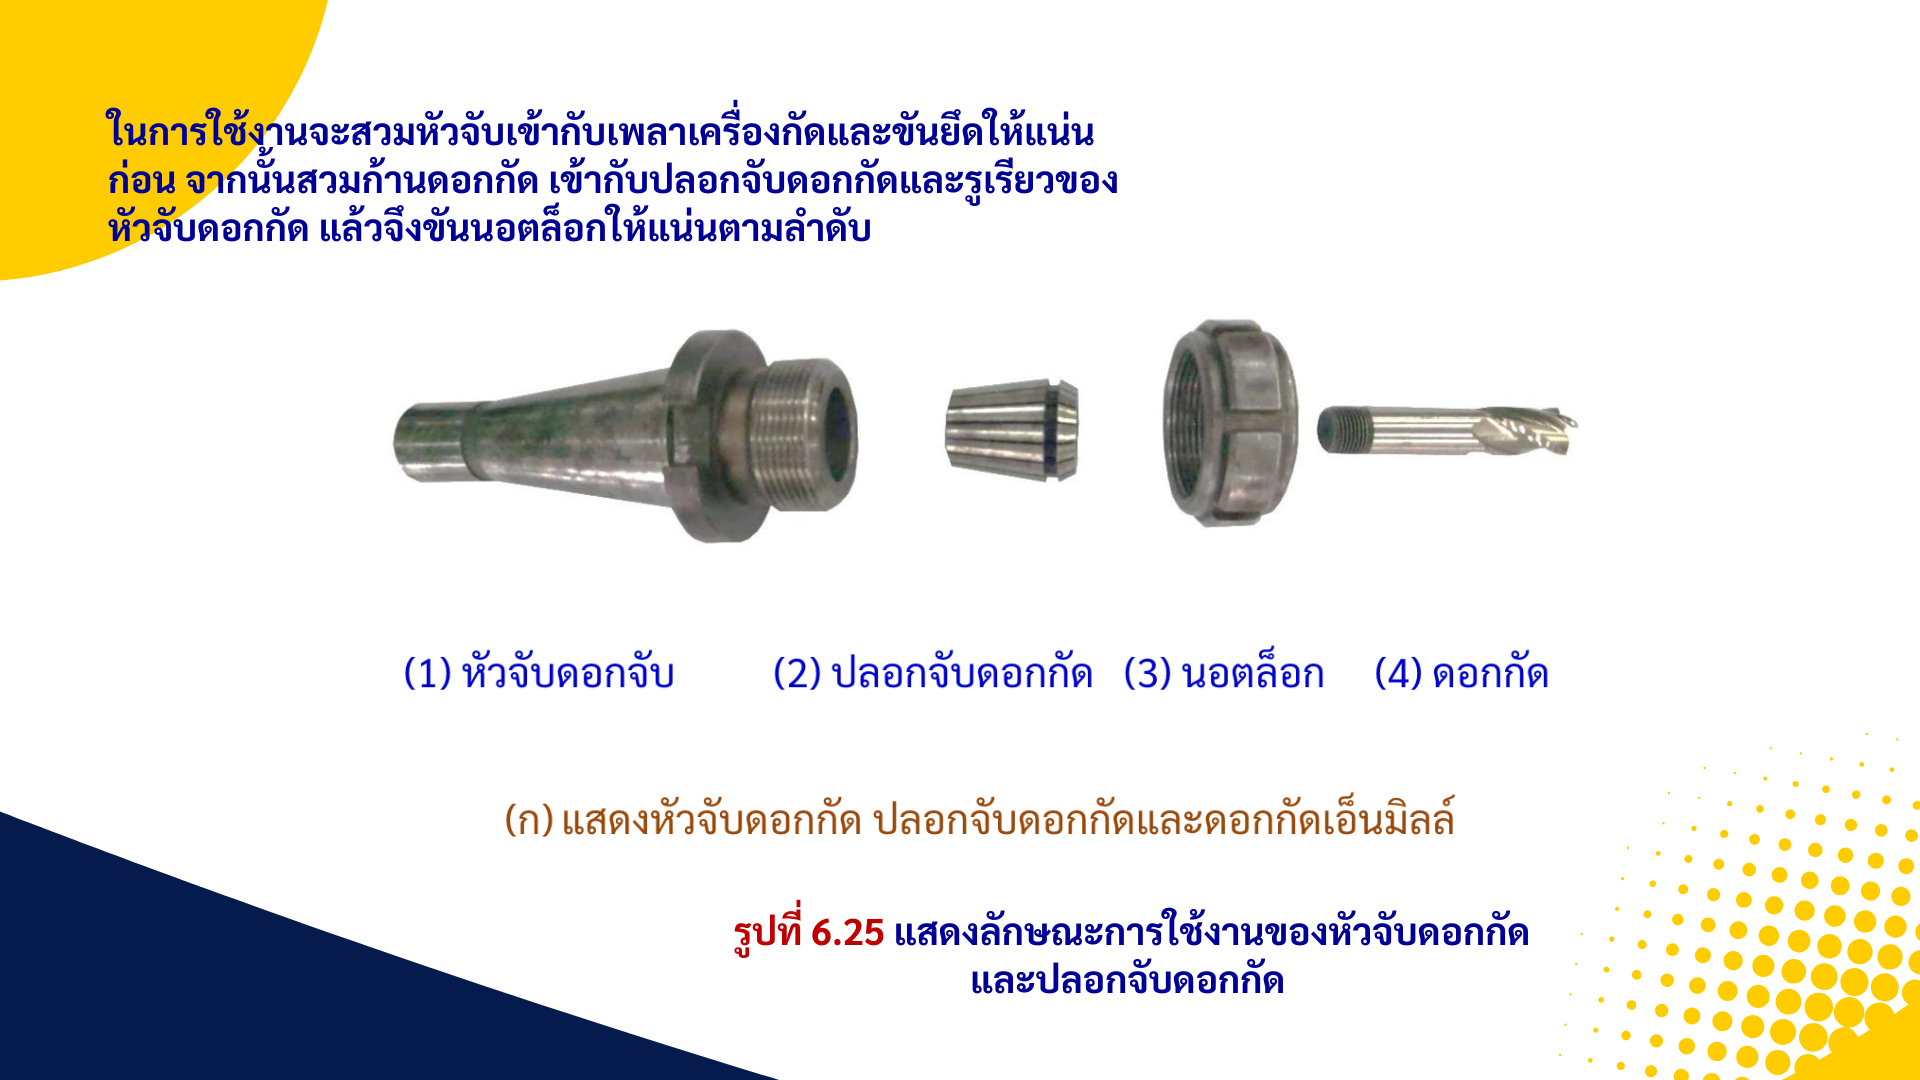 ในการใช้งานจะสวมหัวจับเข้ากับเพลาเครื่องกัดและขันยึดให้แน่น
ก่อน จากนั้นสวมก้านดอกกัด เข้ากับปลอกจับดอกกัดและรูเรียวของ
หัวจับดอกกัด แล้วจึงขันนอตล็อกให้แน่นตามลำดับ
(1) หัวจับดอกจับ (2) ปลอกจับดอกกัด (3) นอตล็อก (4) ดอกกัด
(ก) แสดงหัวจับดอกกัด ปลอกจับดอกกัดและดอกกัดเอ็นมิลล์
รูปที่ 6.25 แสดงลักษณะการใช้งานของหัวจับดอกกัด
และปลอกจับดอกกัด